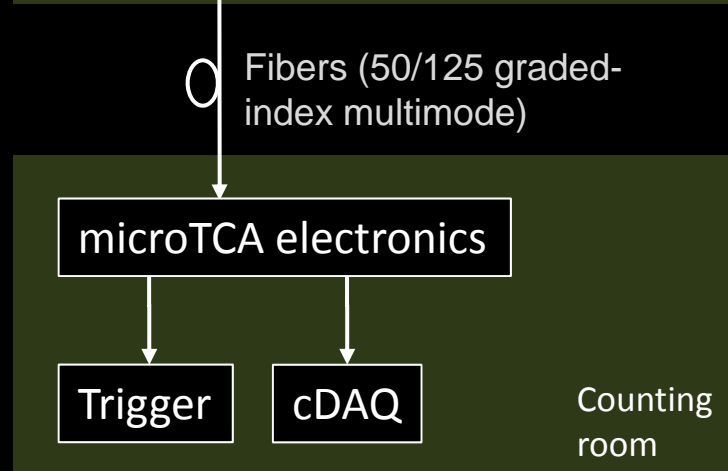 Fibers (50/125 graded-
index multimode)
microTCA electronics
Trigger
cDAQ
Counting
room